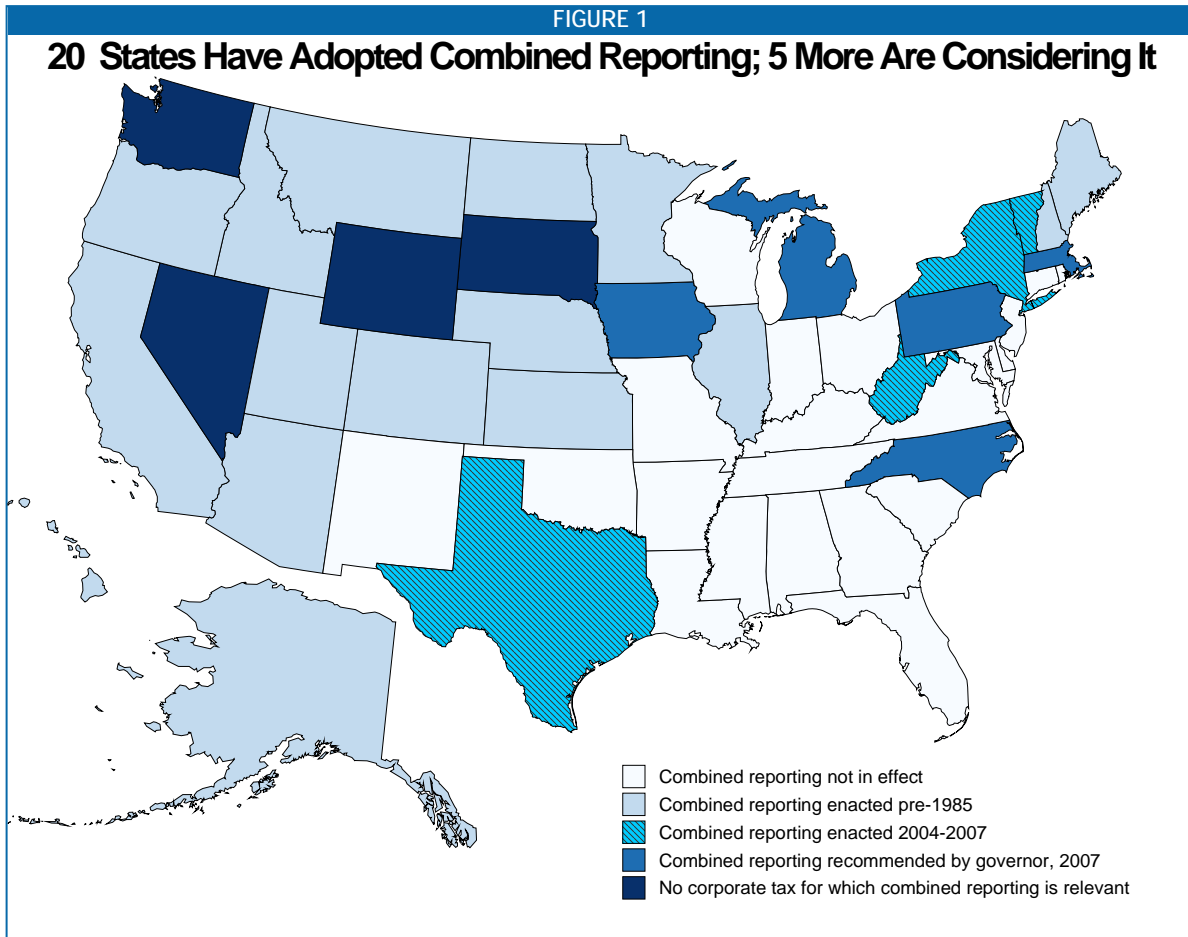 FIGURE 1
20 States Have Adopted Combined Reporting; 5 More Are Considering It
Combined reporting not in effect
Combined reporting enacted pre-1985
Combined reporting enacted 2004-2007
Combined reporting recommended by governor, 2007
No corporate tax for which combined reporting is relevant